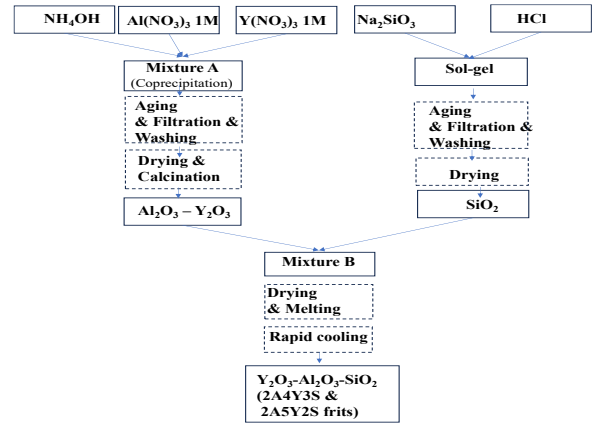 NH₄OH
Al(NO₃)₃ 1M
Y(NO₃)₃ 1M
Na₂SiO₃
HCl
Mixture A
(Coprecipitation)
Sol-gel
Aging
& Filtration &
Washing
Aging
& Filtration &
Washing
Drying &
Calcination
Drying
Al₂O₃ – Y₂O₃
SiO₂
Mixture B
Drying
& Melting
Rapid cooling
Y₂O₃-Al₂O₃-SiO₂
(2A4Y3S &
2A5Y2S frits)